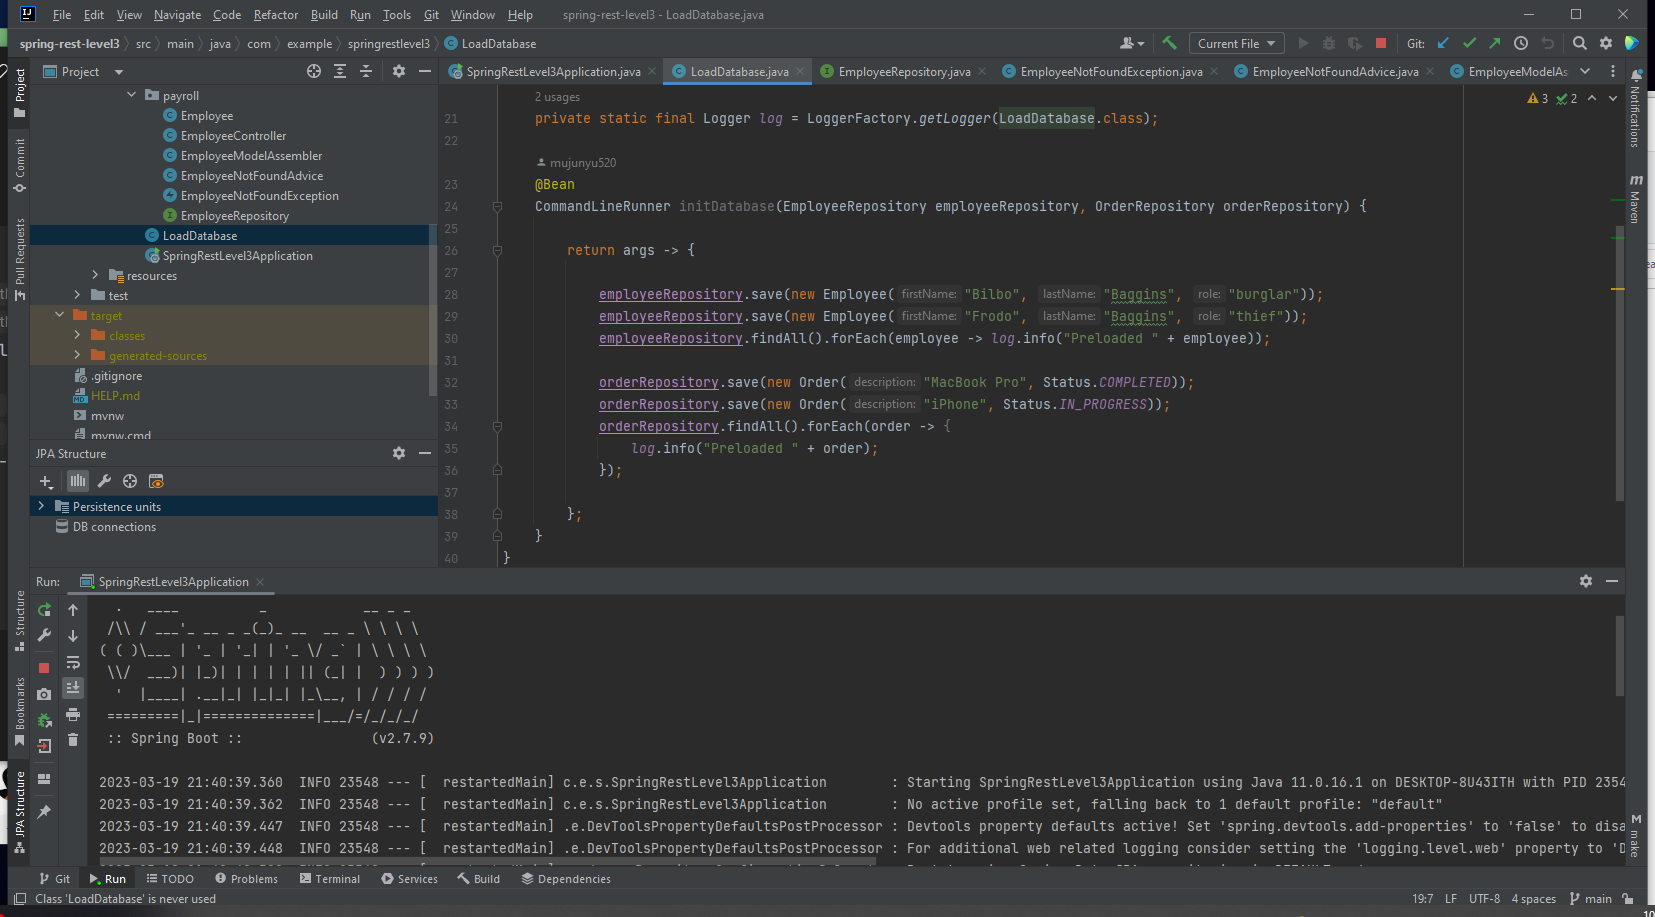 File Edit View Navigate Code Refactor Build Run Tools Git Window Help spring-rest-level3 - LoadDatabase.java
spring-rest-level3 src main java com example springrestlevel3 LoadDatabase Current File Git:
Project
SpringRestLevel3Application.java LoadDatabase.java EmployeeRepository.java EmployeeNotFoundException.java EmployeeNotFoundAdvice.java EmployeeModelAs
Project
Commit
Pull Requests
Structure
Bookmarks
JPA Structure
payroll
Employee
EmployeeController
EmployeeModelAssembler
EmployeeNotFoundAdvice
EmployeeNotFoundException
EmployeeRepository
LoadDatabase
SpringRestLevel3Application
resources
test
target
classes
generated-sources
.gitignore
HELP.md
mvnw
mvnw.cmd
JPA Structure
Persistence units
DB connections
2 usages
3 2
21 private static final Logger log = LoggerFactory.getLogger(LoadDatabase.class);
22
mujunyu520
23 @Bean
24 CommandLineRunner initDatabase(EmployeeRepository employeeRepository, OrderRepository orderRepository) {
25
26 return args -> {
27
28 employeeRepository.save(new Employee( firstName: "Bilbo", lastName: "Baggins", role: "burglar"));
29 employeeRepository.save(new Employee( firstName: "Frodo", lastName: "Baggins", role: "thief"));
30 employeeRepository.findAll().forEach(employee -> log.info("Preloaded " + employee));
31
32 orderRepository.save(new Order( description: "MacBook Pro", Status.COMPLETED));
33 orderRepository.save(new Order( description: "iPhone", Status.IN_PROGRESS));
34 orderRepository.findAll().forEach(order -> {
35 log.info("Preloaded " + order);
36 });
37
38 };
39 }
40 }
Notifications
Maven
make
Run: SpringRestLevel3Application
:: Spring Boot :: (v2.7.9)
2023-03-19 21:40:39.360 INFO 23548 --- [ restartedMain] c.e.s.SpringRestLevel3Application : Starting SpringRestLevel3Application using Java 11.0.16.1 on DESKTOP-8U43ITH with PID 2354
2023-03-19 21:40:39.362 INFO 23548 --- [ restartedMain] c.e.s.SpringRestLevel3Application : No active profile set, falling back to 1 default profile: "default"
2023-03-19 21:40:39.447 INFO 23548 --- [ restartedMain] .e.DevToolsPropertyDefaultsPostProcessor : Devtools property defaults active! Set 'spring.devtools.add-properties' to 'false' to disa
2023-03-19 21:40:39.448 INFO 23548 --- [ restartedMain] .e.DevToolsPropertyDefaultsPostProcessor : For additional web related logging consider setting the 'logging.level.web' property to 'D
Git Run TODO Problems Terminal Services Build Dependencies
Class 'LoadDatabase' is never used 19:7 LF UTF-8 4 spaces main